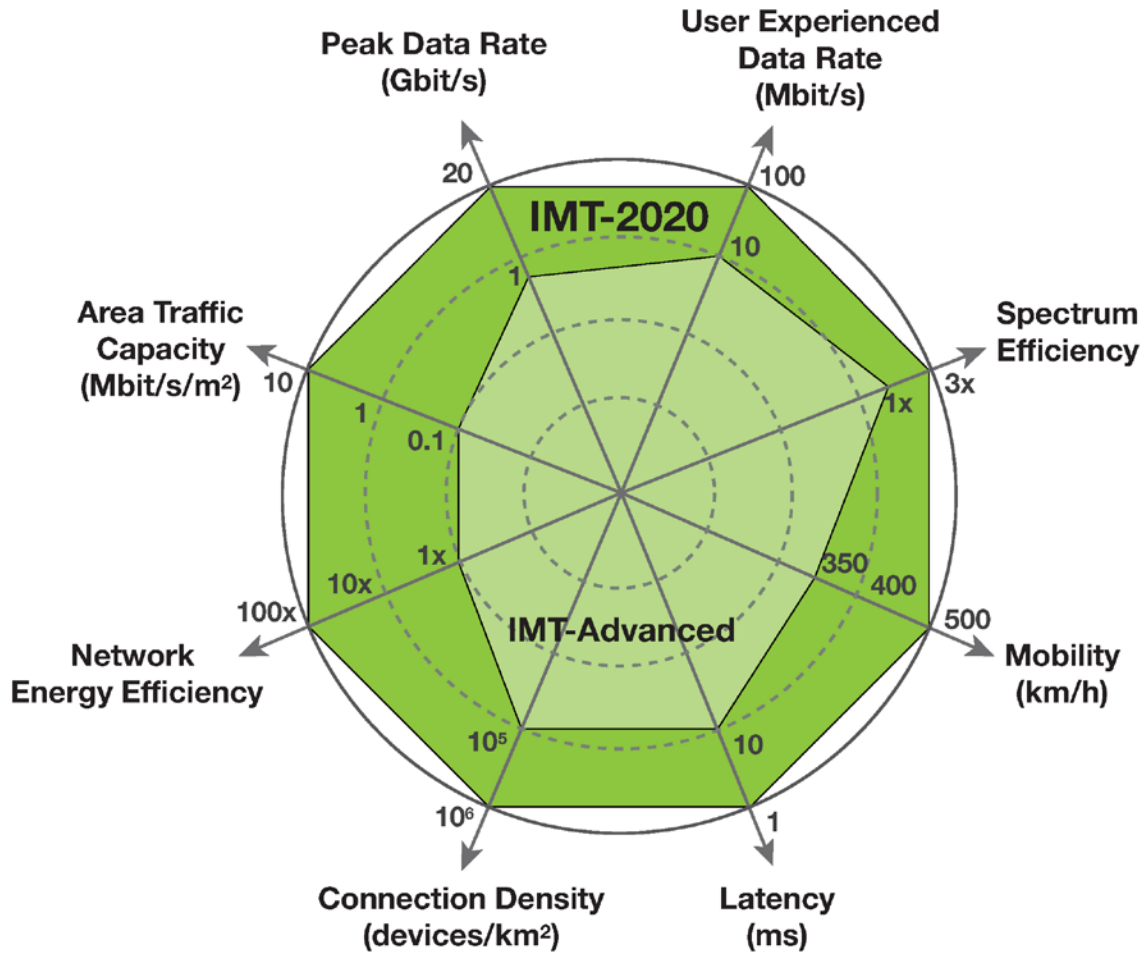 Peak Data Rate
(Gbit/s)
User Experienced
Data Rate
(Mbit/s)
20
100
IMT-2020
1
10
Area Traffic
Capacity
(Mbit/s/m²)
Spectrum
Efficiency
10
1
0.1
1x
3x
1x
10x
100x
350
400
500
Network
Energy Efficiency
IMT-Advanced
Mobility
(km/h)
10⁵
10
10⁶
1
Connection Density
(devices/km²)
Latency
(ms)